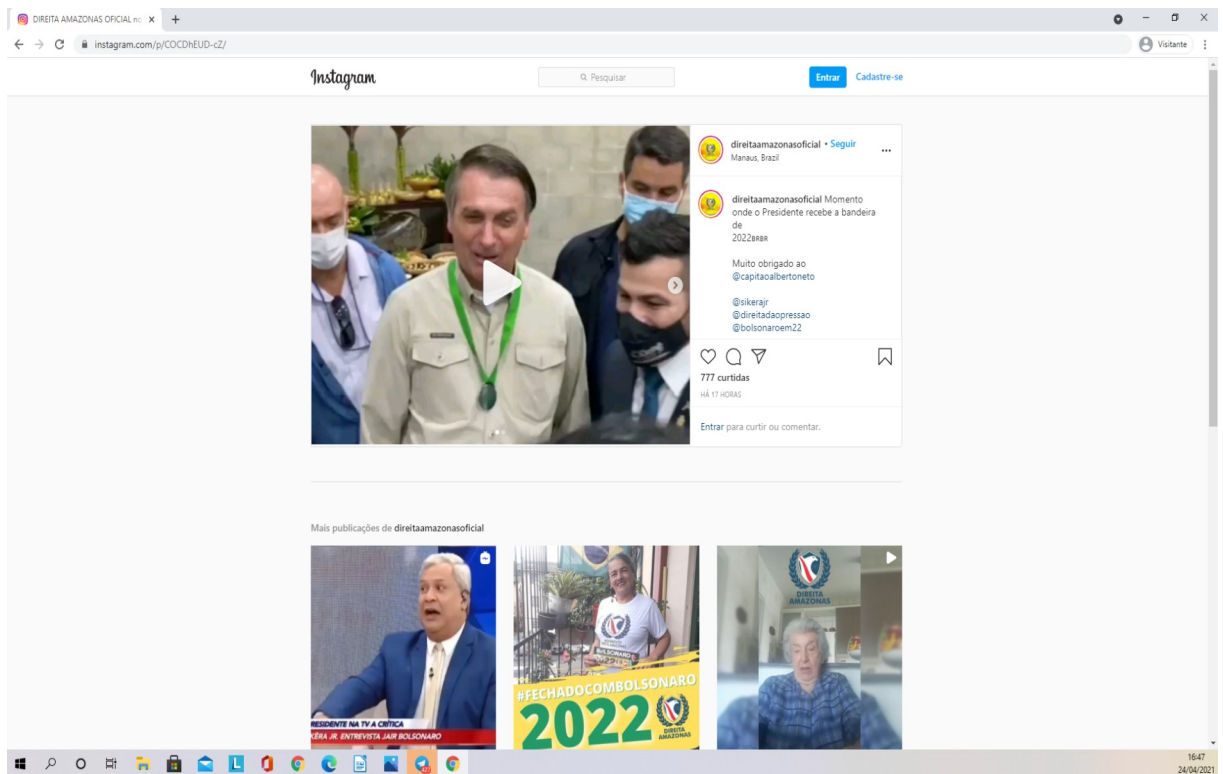 DIREITA AMAZONAS OFICIAL no
instagram.com/p/COCDhEUD-cZ/
Visitante
Instagram
Pesquisar
Entrar
Cadastre-se
direitaamazonasoficial • Seguir
Manaus, Brazil
direitaamazonasoficial Momento
onde o Presidente recebe a bandeira
de
2022BRBR
Muito obrigado ao
@capitaoalbertoneto
@sikerajr
@direitadaopressao
@bolsonaroem22
777 curtidas
HÁ 17 HORAS
Entrar para curtir ou comentar.
Mais publicações de direitaamazonasoficial
RESIDENTE NA TV A CRÍTICA
KÊRA JR. ENTREVISTA JAIR BOLSONARO
BOLSONARO
#FECHADOCOMBOLSONARO
2022
DIREITA
AMAZONAS
DIREITA
AMAZONAS
16:47
24/04/2021